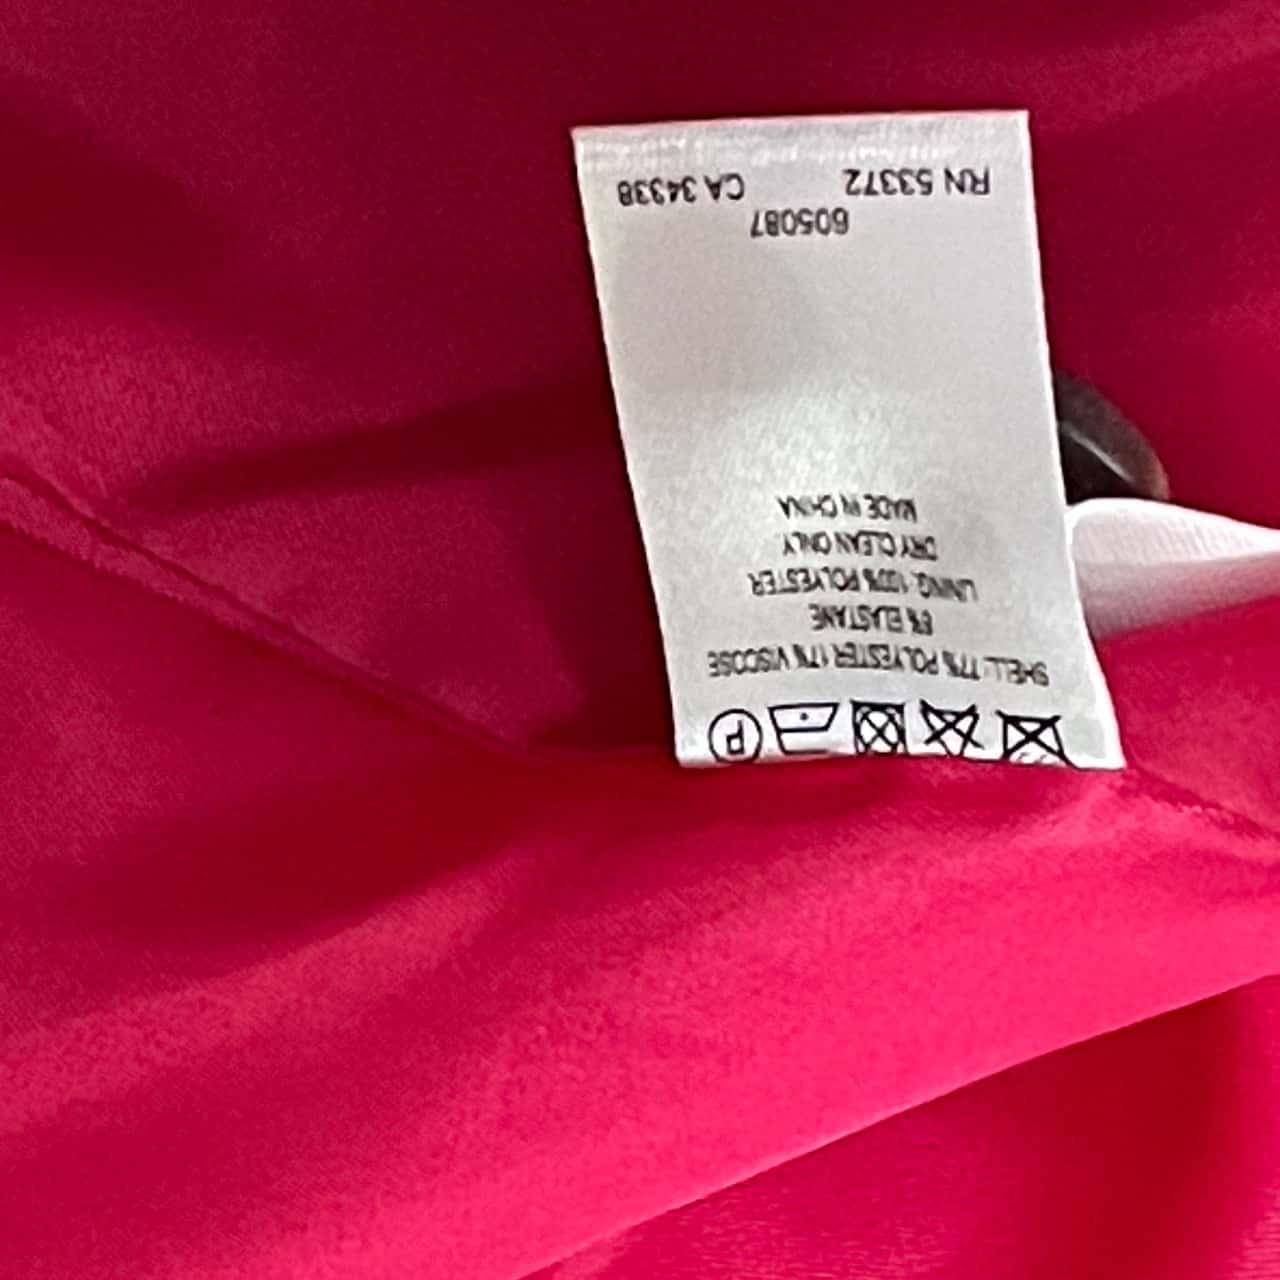 SHELL: 77% POLYESTER 17% VISCOSE
6% ELASTANE
LINING: 100% POLYESTER
DRY CLEAN ONLY.
MADE IN CHINA
605087
RN 53372 CA 34338